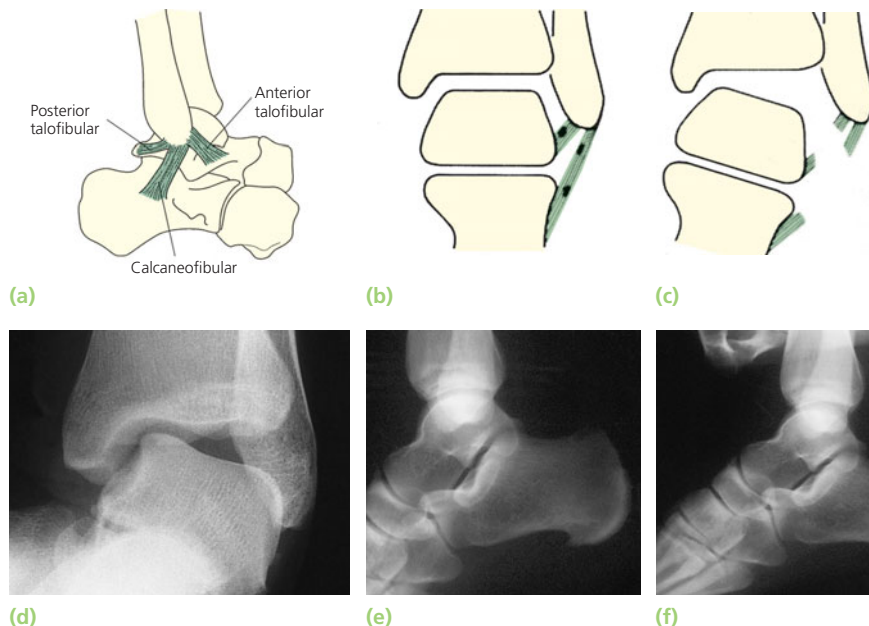 Posterior
talofibular
Anterior
talofibular
Calcaneofibular
(a)
(b)
(c)
(d)
(e)
(f)